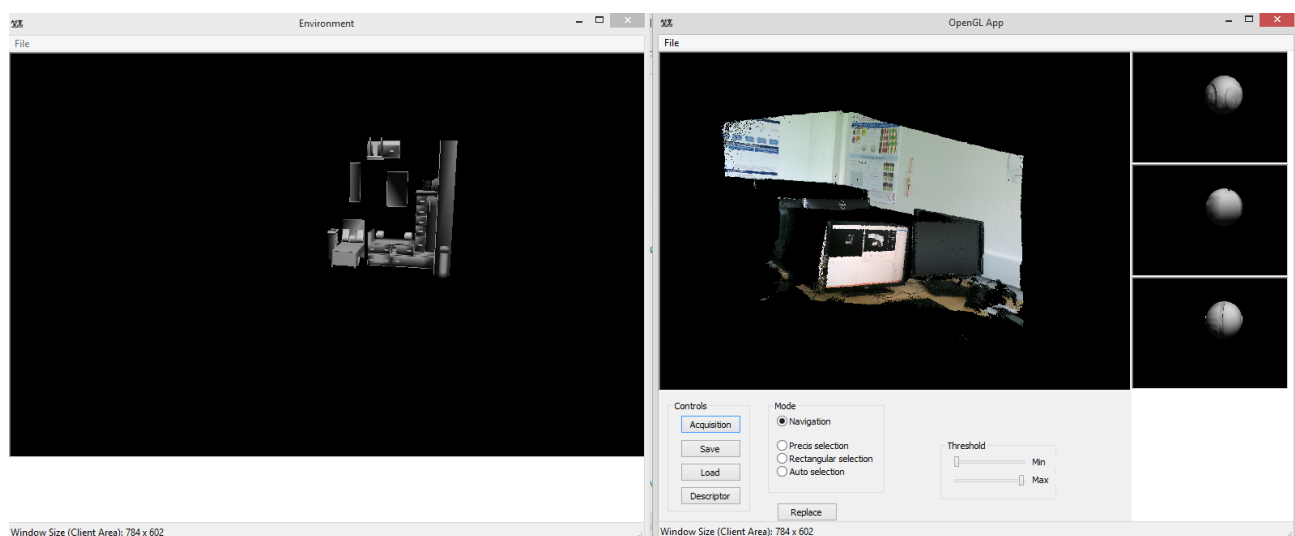 Environment
File
Window Size (Client Area): 784 x 602
OpenGL App
File
Controls
Acquisition
Save
Load
Descriptor
Mode
Navigation
Precis selection
Rectangular selection
Auto selection
Replace
Threshold
Min
Max
Window Size (Client Area): 784 x 602